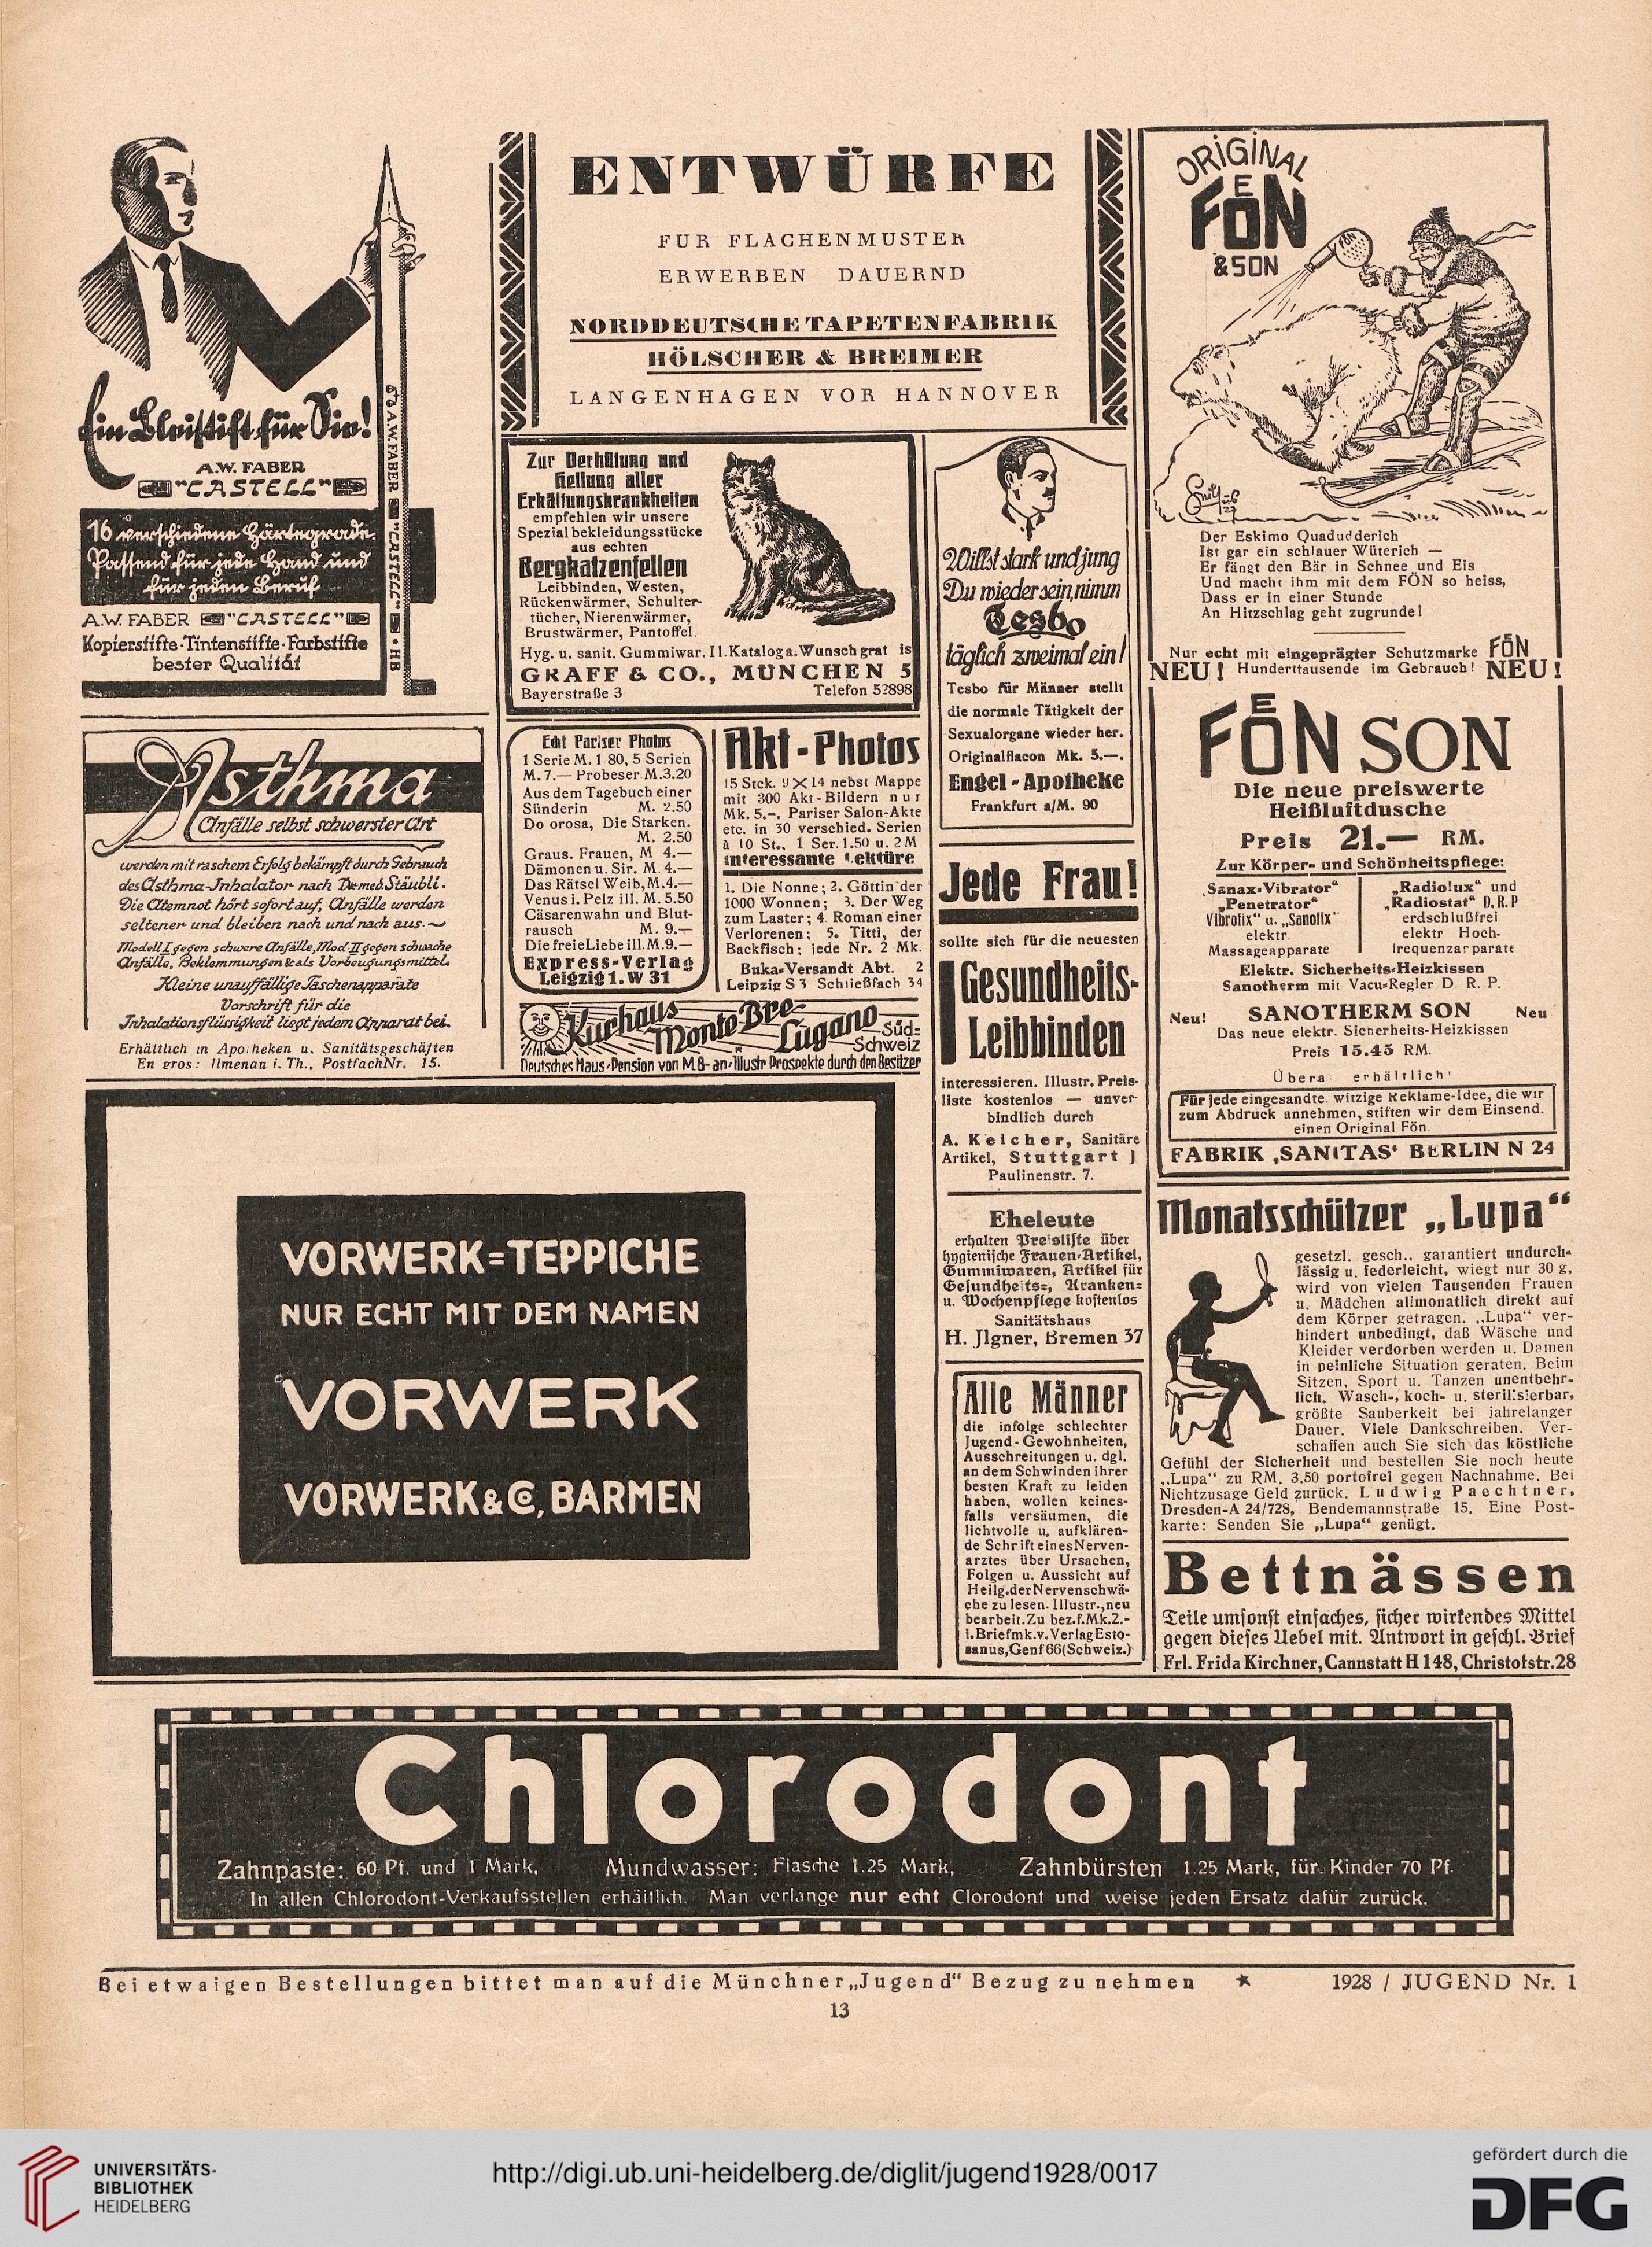 Ein Bleistift für Sie!
A.W. FABER
"CASTELL"
16 verschiedene Härtegrade.
Passend für jede Hand und
für jeden Beruf
A.W. FABER "CASTELL"
Kopierstifte·Tintenstifte·Farbstifte
bester Qualität
A.W.FABER "CASTELL" · HB
ENTWÜRFE
FÜR FLÄCHENMUSTER
ERWERBEN DAUERND
NORDDEUTSCHE TAPETENFABRIK
HÖLSCHER & BREIMER
LANGENHAGEN VOR HANNOVER
ORIGINAL
FÖN
E
& SON
FÖN
Der Eskimo Quadudderich
Ist gar ein schlauer Wüterich —
Er fängt den Bär in Schnee und Eis
Und macht ihm mit dem FÖN so heiss,
Dass er in einer Stunde
An Hitzschlag geht zugrunde!
Nur echt mit eingeprägter Schutzmarke FÖN
NEU! Hunderttausende im Gebrauch! NEU!
E
FÖN SON
Die neue preiswerte
Heißluftdusche
Preis 21.— RM.
Zur Körper- und Schönheitspflege:
„Sanax-Vibrator“
„Penetrator“
Vibrofix“ u. „Sanofix“
elektr.
Massageapparate
„Radiolux“ und
„Radiostat“ D.R.P
erdschlußfrei
elektr Hoch-
frequenzapparate
Elektr. Sicherheits-Heizkissen
Sanotherm mit Vacu-Regler D. R. P.
Neu! SANOTHERM SON Neu
Das neue elektr. Sicherheits-Heizkissen
Preis 15.45 RM.
Übera erhältlich!
Für jede eingesandte witzige Reklame-Idee, die wir
zum Abdruck annehmen, stiften wir dem Einsend.
einen Original Fön.
FABRIK ‚SANITAS‘ BERLIN N 24
Zur Verhütung und
Heilung aller
Erkältungskrankheiten
empfehlen wir unsere
Spezialbekleidungsstücke
aus echten
Bergkatzenfellen
Leibbinden, Westen,
Rückenwärmer, Schulter-
tücher, Nierenwärmer,
Brustwärmer, Pantoffel.
Hyg. u. sanit. Gummiwar. Il. Katalog a. Wunsch grat is
GRAFF & CO., MÜNCHEN 5
Bayerstraße 3 Telefon 52898
Willst stark und jung
Du wieder sein, nimm
Tesbo
täglich zweimal ein!
Tesbo für Männer stellt
die normale Tätigkeit der
Sexualorgane wieder her.
Originalflacon Mk. 5.—.
Engel-Apotheke
Frankfurt a/M. 90
Asthma
Anfälle selbst schwerster Art
werden mit raschem Erfolg bekämpft durch Gebrauch
des Asthma-Inhalator nach Dr. med. Stäubli.
Die Atemnot hört sofort auf, Anfälle werden
seltener und bleiben nach und nach aus. ~
Modell I gegen schwere Anfälle, Mod. II gegen schwache
Anfälle, Beklemmungen & als Vorbeugungsmittel.
Kleine unauffällige Taschenapparate
Vorschrift für die
Inhalationsflüssigkeit liegt jedem Apparat bei.
Erhältlich in Apotheken u. Sanitätsgeschäften
En gros: Ilmenau i. Th., Postfach Nr. 15.
Echt Pariser Photos
1 Serie M. 1 80, 5 Serien
M. 7.— Probeser. M. 3.20
Aus dem Tagebuch einer
Sünderin M. 2.50
Do orosa, Die Starken.
M. 2.50
Graus. Frauen, M 4.—
Dämonen u. Sir. M. 4.—
Das Rätsel Weib, M. 4.—
Venus i. Pelz ill. M. 5.50
Cäsarenwahn und Blut-
rausch M. 9.—
Die freie Liebe ill. M. 9.—
Express-Verlag
Leigzig 1. W 31
Akt-Photos
15 Stck. 9×14 nebst Mappe
mit 300 Akt-Bildern nur
Mk. 5.–. Pariser Salon-Akte
etc. in 30 verschied. Serien
à 10 St., 1 Ser. 1.50 u. 2 M
interessante Lektüre
1. Die Nonne; 2. Göttin der
1000 Wonnen; 3. Der Weg
zum Laster; 4. Roman einer
Verlorenen; 5. Titti, der
Backfisch; jede Nr. 2 Mk.
Buka-Versandt Abt. 2
Leipzig S 3 Schließfach 34
Kurhaus Monte Bre- Lugano Süd-
Schweiz
Deutsches Haus-Pension von M. 8- an, Illustr Prospekte durch den Besitzer
Jede Frau!
sollte sich für die neuesten
Gesundheits-
Leibbinden
interessieren. Illustr. Preis-
liste kostenlos — unver-
bindlich durch
A. Keicher, Sanitäre
Artikel, Stuttgart J
Paulinenstr. 7.
Eheleute
erhalten Preisliste über
hygienische Frauen-Artikel,
Gummiwaren, Artikel für
Gesundheits-, Kranken-
u. Wochenpflege kostenlos
Sanitätshaus
H. Jlgner, Bremen 37
Alle Männer
die infolge schlechter
Jugend-Gewohnheiten,
Ausschreitungen u. dgl.
an dem Schwinden ihrer
besten Kraft zu leiden
haben, wollen keines-
falls versäumen, die
lichtvolle u. aufklären-
de Schrift eines Nerven-
arztes über Ursachen,
Folgen u. Aussicht auf
Heilg. der Nervenschwä-
che zu lesen. Illustr., neu
bearbeit. Zu bez. f. Mk. 2.-
i. Briefmk. v. Verlag Esto-
sanus, Genf 66 (Schweiz.)
Monatsschützer „Lupa“
gesetzl. gesch., garantiert undurch-
lässig u. federleicht, wiegt nur 30 g,
wird von vielen Tausenden Frauen
u. Mädchen allmonatlich direkt auf
dem Körper getragen. „Lupa“ ver-
hindert unbedingt, daß Wäsche und
Kleider verdorben werden u. Damen
in peinliche Situation geraten. Beim
Sitzen, Sport u. Tanzen unentbehr-
lich. Wasch-, koch- u. sterilisierbar,
größte Sauberkeit bei jahrelanger
Dauer. Viele Dankschreiben. Ver-
schaffen auch Sie sich das köstliche
Gefühl der Sicherheit und bestellen Sie noch heute
„Lupa“ zu RM. 3.50 portofrei gegen Nachnahme. Bei
Nichtzusage Geld zurück. Ludwig Paechtner,
Dresden-A 24/728, Bendemannstraße 15. Eine Post-
karte: Senden Sie „Lupa“ genügt.
Bettnässen
Teile umsonst einfaches, sicher wirkendes Mittel
gegen dieses Uebel mit. Antwort in geschl. Brief
Frl. Frida Kirchner, Cannstatt H 148, Christofstr. 28
VORWERK=TEPPICHE
NUR ECHT MIT DEM NAMEN
VORWERK
VORWERK & Co, BARMEN
Chlorodont
Zahnpaste: 60 Pf. und 1 Mark, Mundwasser: Flasche 1.25 Mark, Zahnbürsten 1.25 Mark, für Kinder 70 Pf.
In allen Chlorodont-Verkaufsstellen erhältlich. Man verlange nur echt Clorodont und weise jeden Ersatz dafür zurück.
Bei etwaigen Bestellungen bittet man auf die Münchner „Jugend“ Bezug zu nehmen * 1928 / JUGEND Nr. 1
13
UNIVERSITÄTS-
BIBLIOTHEK
HEIDELBERG
http://digi.ub.uni-heidelberg.de/diglit/jugend1928/0017
gefördert durch die
DFG